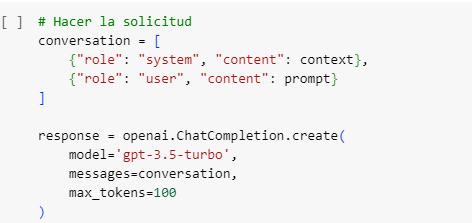 [ ] # Hacer la solicitud
conversation = [
    {"role": "system", "content": context},
    {"role": "user", "content": prompt}
]
response = openai.ChatCompletion.create(
    model='gpt-3.5-turbo',
    messages=conversation,
    max_tokens=100
)